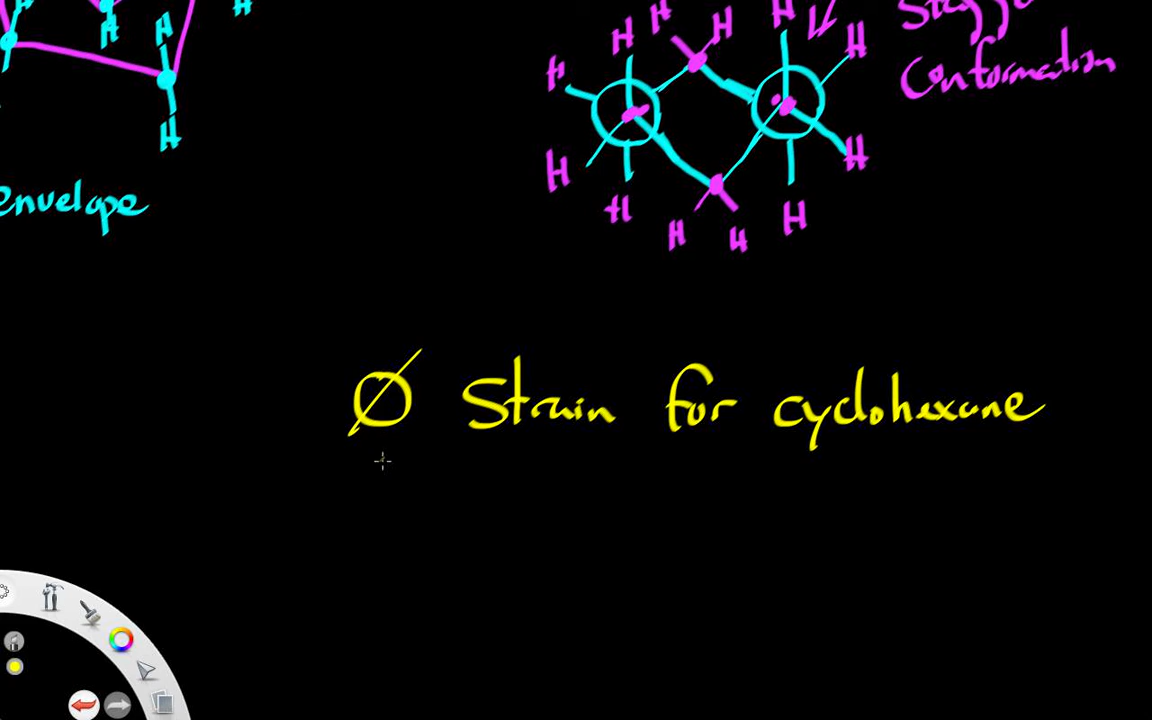 H H
H H H H
H H
Conformation
H H
H H
H H H
H H
envelope
Ø Strain for cyclohexane